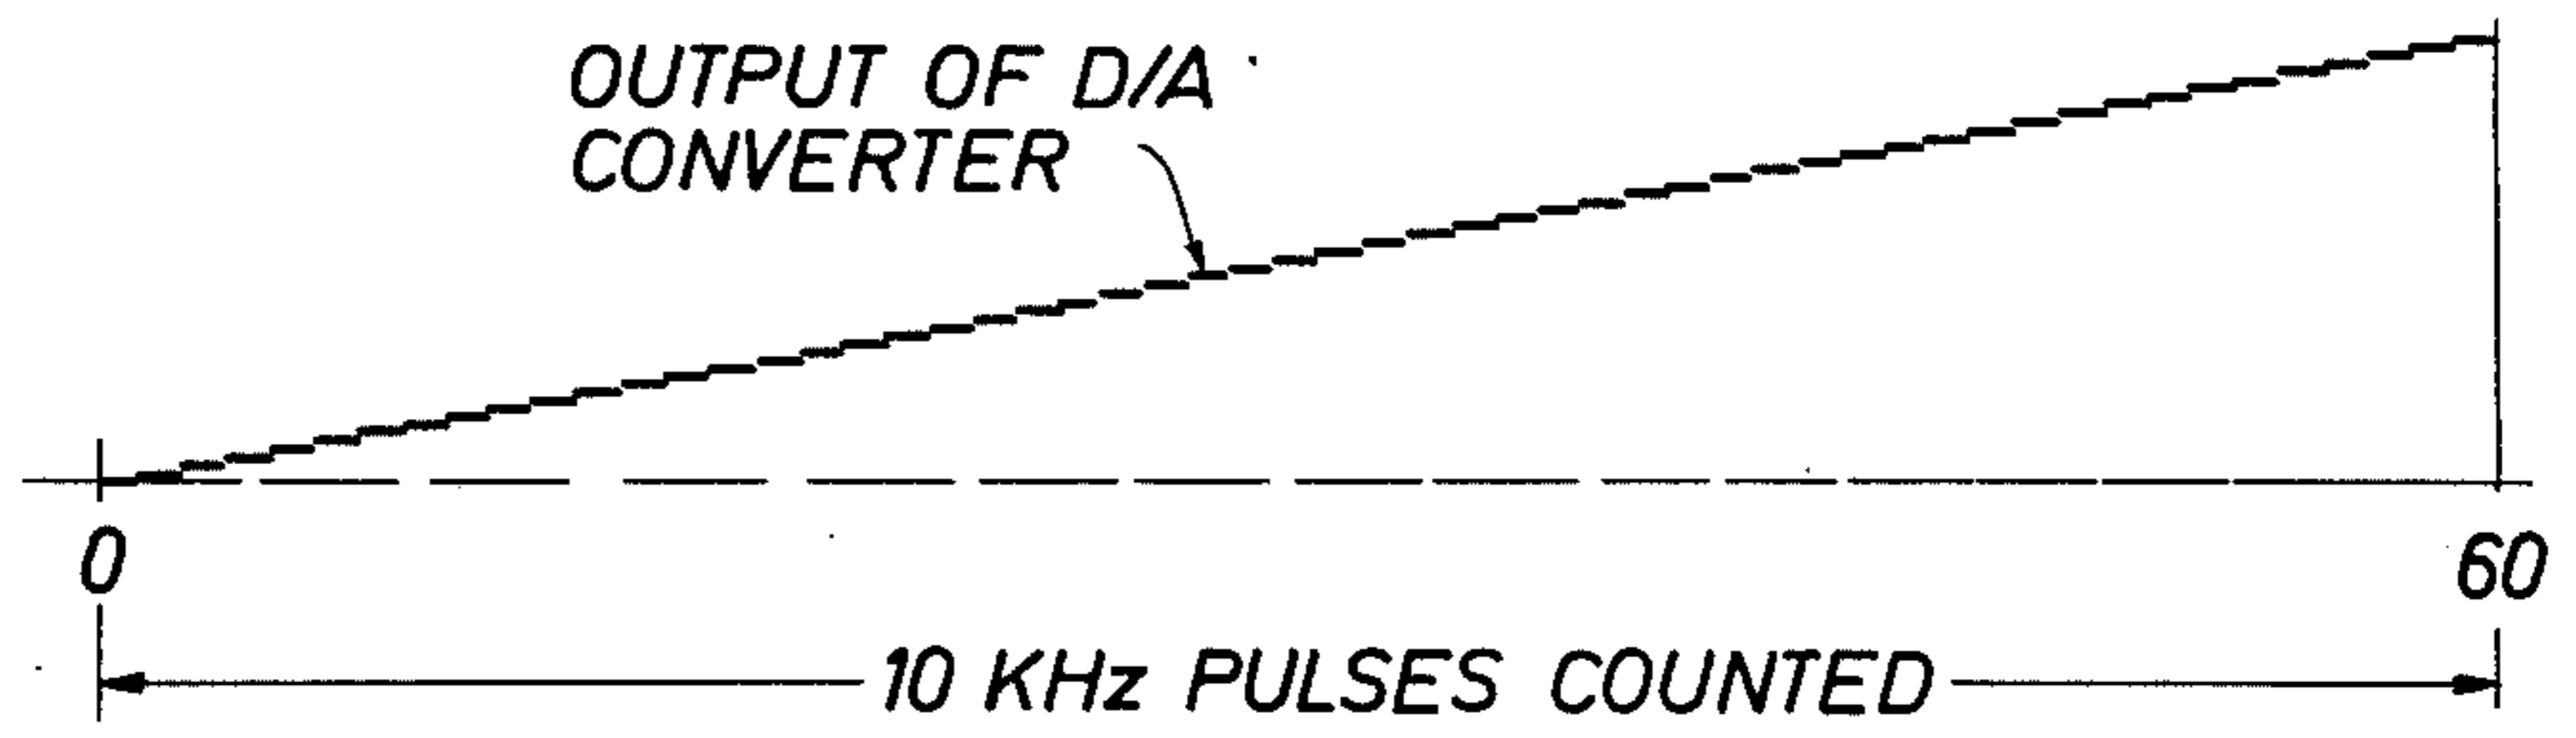 OUTPUT OF D/A
CONVERTER
0
60
10 KHz PULSES COUNTED